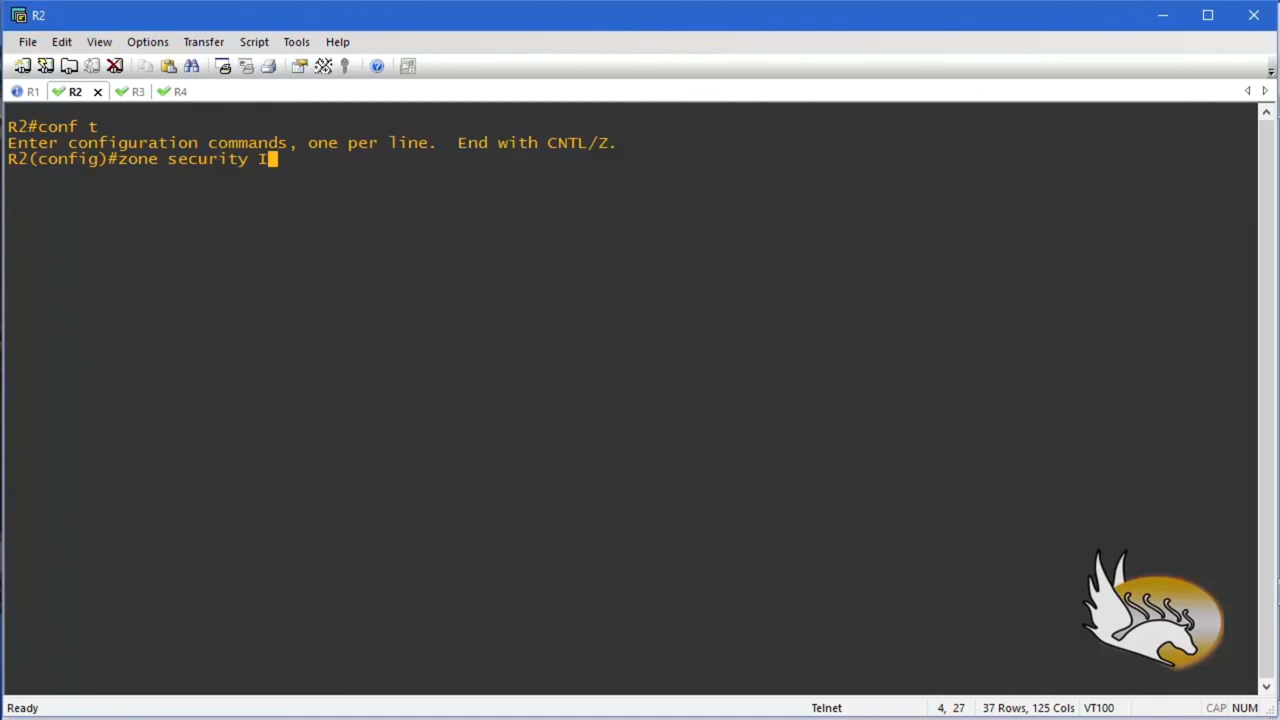 R2
File Edit View Options Transfer Script Tools Help
R1 R2 R3 R4
R2#conf t
Enter configuration commands, one per line.  End with CNTL/Z.
R2(config)#zone security I
Ready Telnet 4, 27 37 Rows, 125 Cols VT100 CAP NUM